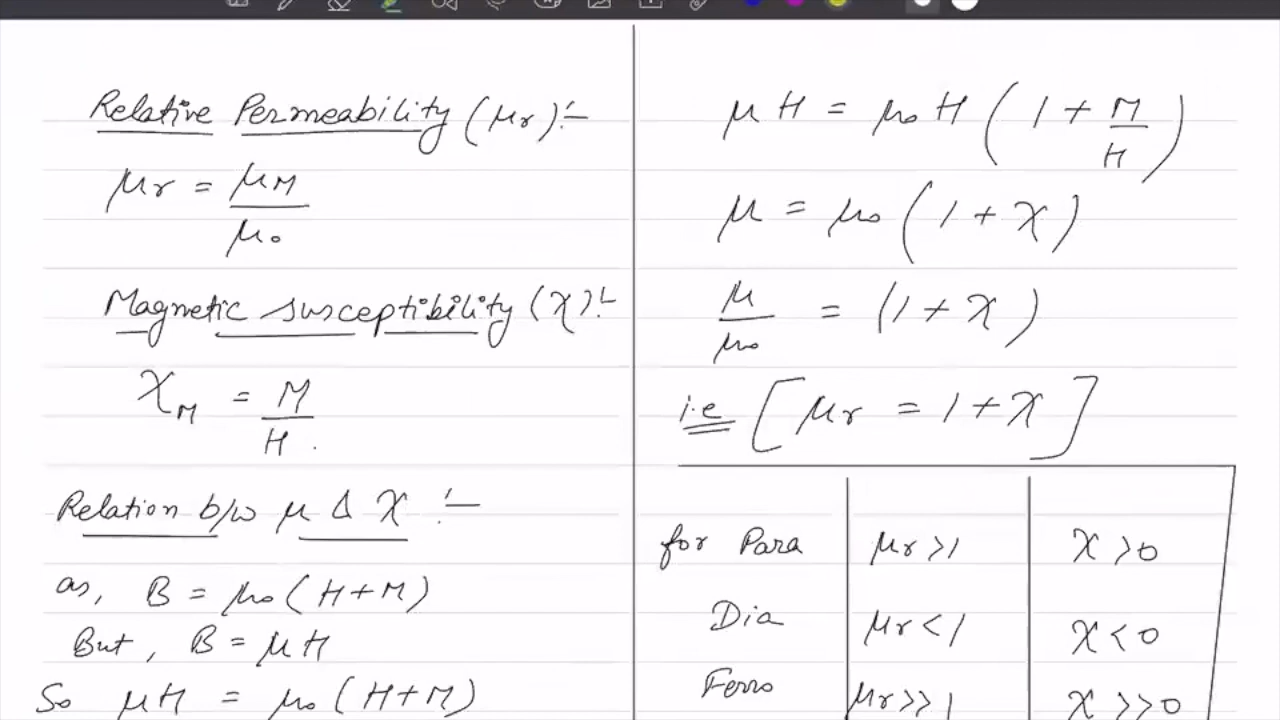 Relative Permeability (μr):-
μr = μM / μ0
Magnetic susceptibility (χ):-
χM = M / H
Relation b/w μ & χ :-
as, B = μ0 (H+M)
But, B = μH
So μH = μ0 (H+M)
μH = μ0H (1 + M/H)
μ = μ0 (1 + χ)
μ / μ0 = (1 + χ)
i.e [μr = 1 + χ]
for Para μr >1 χ >0
Dia μr <1 χ <0
Ferro μr >>1 χ >>0